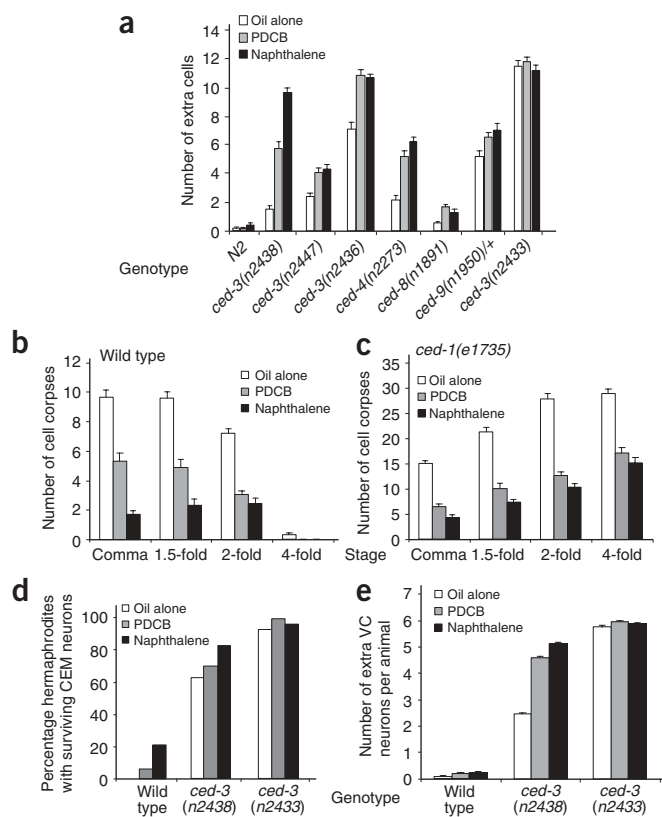 a
Oil alone
PDCB
Naphthalene
Number of extra cells
14
12
10
8
6
4
2
0
Genotype
N2
ced-3(n2438)
ced-3(n2447)
ced-3(n2436)
ced-4(n2273)
ced-8(n1891)
ced-9(n1950)/+
ced-3(n2433)
b
Wild type
Oil alone
PDCB
Naphthalene
Number of cell corpses
12
10
8
6
4
2
0
Comma 1.5-fold 2-fold 4-fold
Stage
c
ced-1(e1735)
Oil alone
PDCB
Naphthalene
Number of cell corpses
35
30
25
20
15
10
5
0
Comma 1.5-fold 2-fold 4-fold
d
Oil alone
PDCB
Naphthalene
Percentage hermaphrodites
with surviving CEM neurons
100
80
60
40
20
0
Wild type
ced-3 (n2438)
ced-3 (n2433)
e
Oil alone
PDCB
Naphthalene
Number of extra VC
neurons per animal
7
6
5
4
3
2
1
0
Genotype
Wild type
ced-3 (n2438)
ced-3 (n2433)